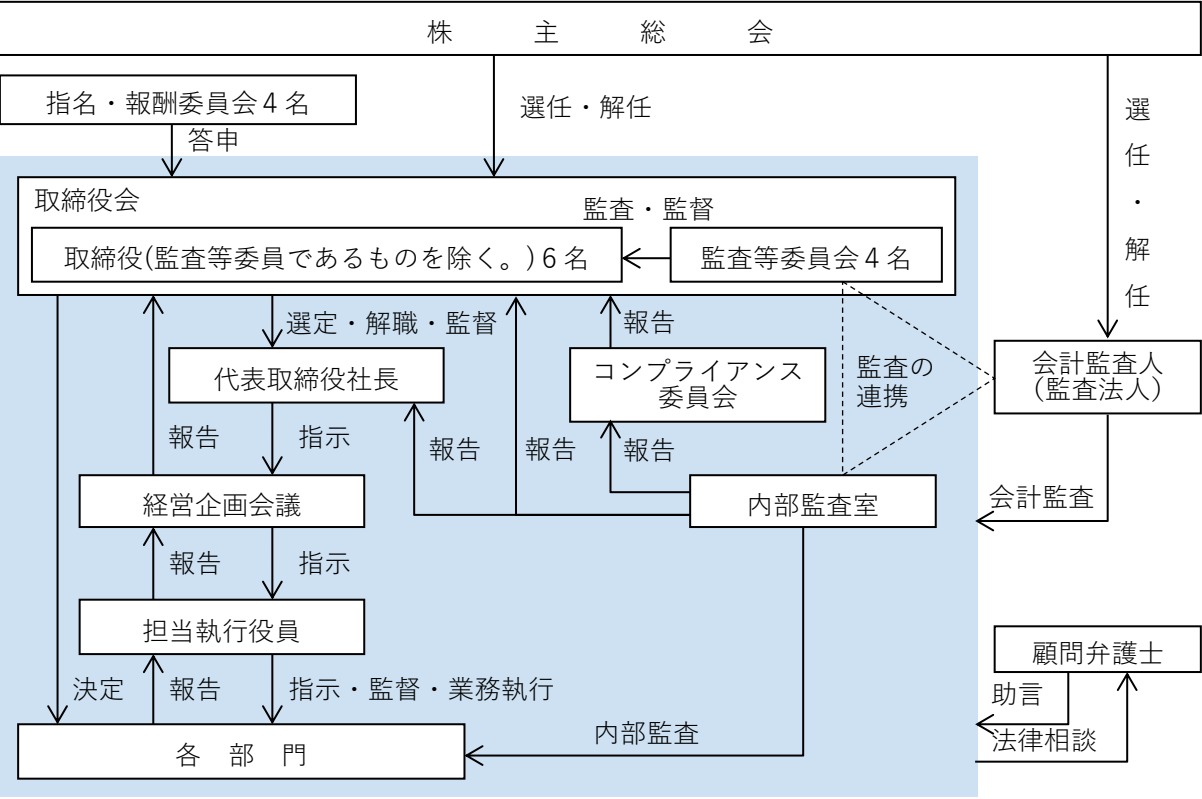 株主総会
指名・報酬委員会4名
選任・解任
選任・解任
答申
取締役会
監査・監督
取締役(監査等委員であるものを除く。)6名
監査等委員会4名
選定・解職・監督
報告
代表取締役社長
コンプライアンス
委員会
監査の
連携
会計監査人
(監査法人)
報告
指示
報告
報告
報告
経営企画会議
内部監査室
会計監査
報告
指示
担当執行役員
顧問弁護士
決定
報告
指示・監督・業務執行
助言
内部監査
法律相談
各部門